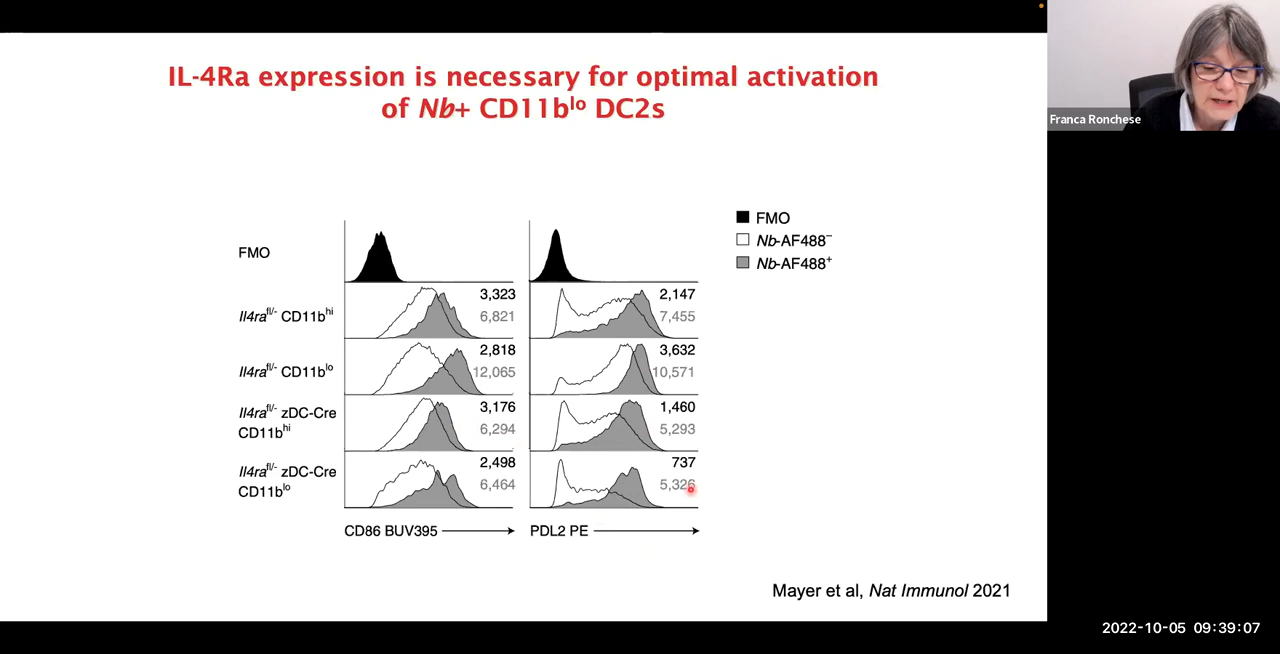 IL-4Ra expression is necessary for optimal activation
of Nb+ CD11blo DC2s
Franca Ronchese
FMO
Nb-AF488−
Nb-AF488+
FMO
Il4rafl/- CD11bhi
3,323
6,821
2,147
7,455
Il4rafl/- CD11blo
2,818
12,065
3,632
10,571
Il4rafl/- zDC-Cre
CD11bhi
3,176
6,294
1,460
5,293
Il4rafl/- zDC-Cre
CD11blo
2,498
6,464
737
5,326
CD86 BUV395
PDL2 PE
Mayer et al, Nat Immunol 2021
2022-10-05 09:39:07